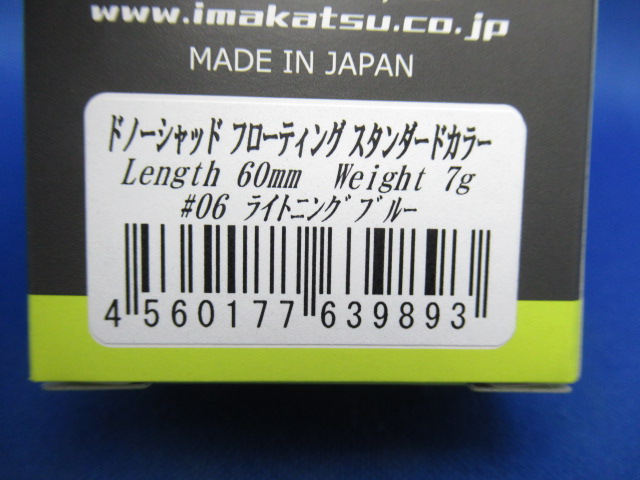 www.imakatsu.co.jp
MADE IN JAPAN
ドノーシャッド フローティング スタンダードカラー
Length 60mm Weight 7g
#06 ライトニングブルー
4 560177 639893